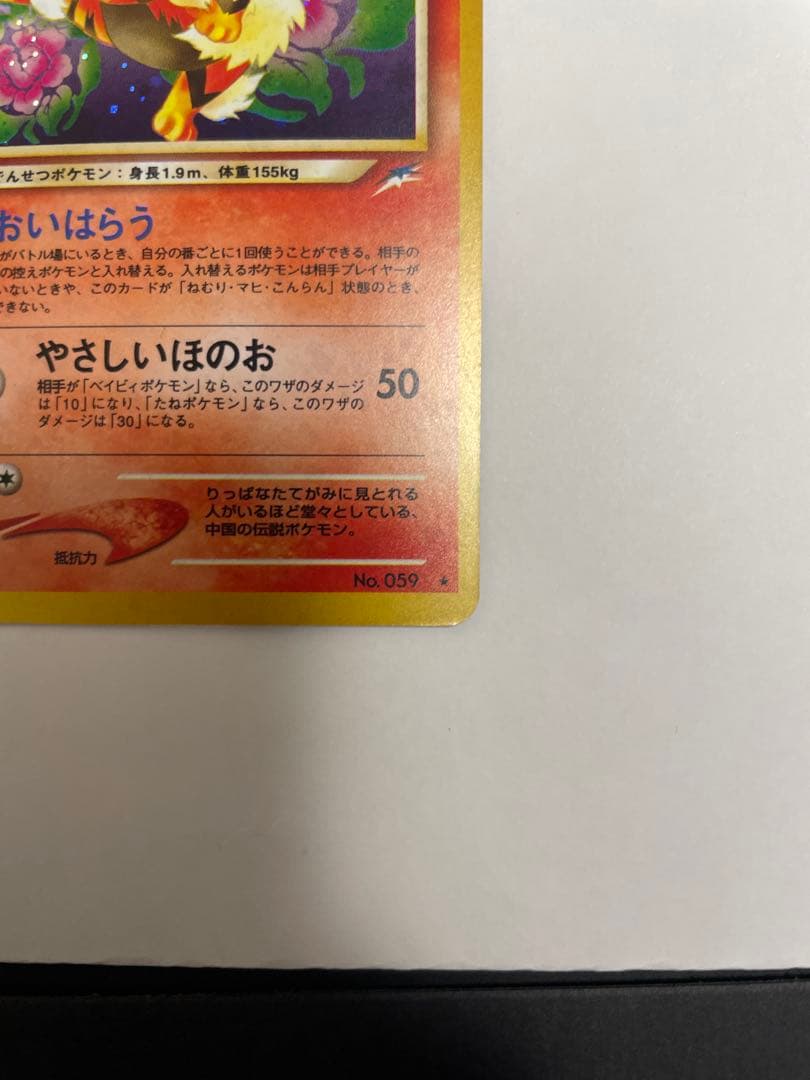 でんせつポケモン：身長1.9m、体重155kg
おいはらう
がバトル場にいるとき、自分の番ごとに1回使うことができる。相手の
の控えポケモンと入れ替える。入れ替えるポケモンは相手プレイヤーが
いないときや、このカードが「ねむり・マヒ・こんらん」状態のとき、
できない。
やさしいほのお
50
相手が「ベイビィポケモン」なら、このワザのダメージ
は「10」になり、「たねポケモン」なら、このワザの
ダメージは「30」になる。
りっぱなたてがみに見とれる
人がいるほど堂々としている、
中国の伝説ポケモン。
抵抗力
No. 059 ★